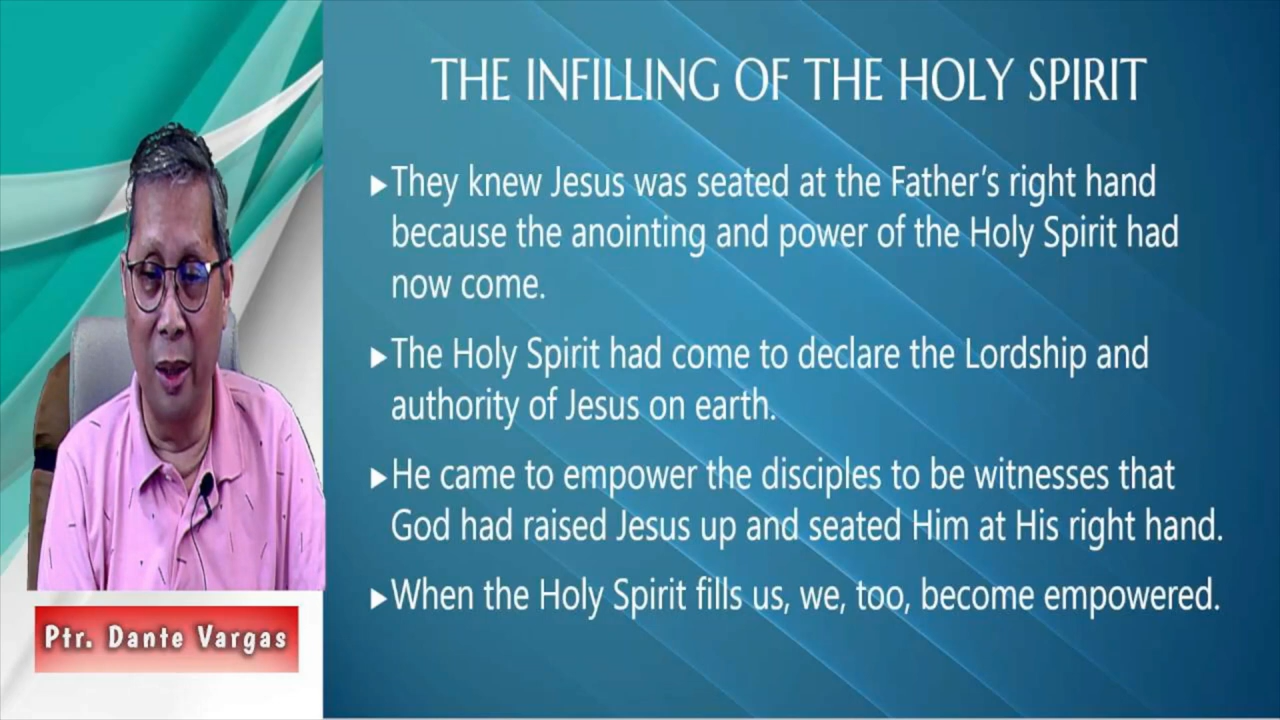 THE INFILLING OF THE HOLY SPIRIT
▶They knew Jesus was seated at the Father’s right hand
because the anointing and power of the Holy Spirit had
now come.
▶The Holy Spirit had come to declare the Lordship and
authority of Jesus on earth.
▶He came to empower the disciples to be witnesses that
God had raised Jesus up and seated Him at His right hand.
▶When the Holy Spirit fills us, we, too, become empowered.
Ptr. Dante Vargas